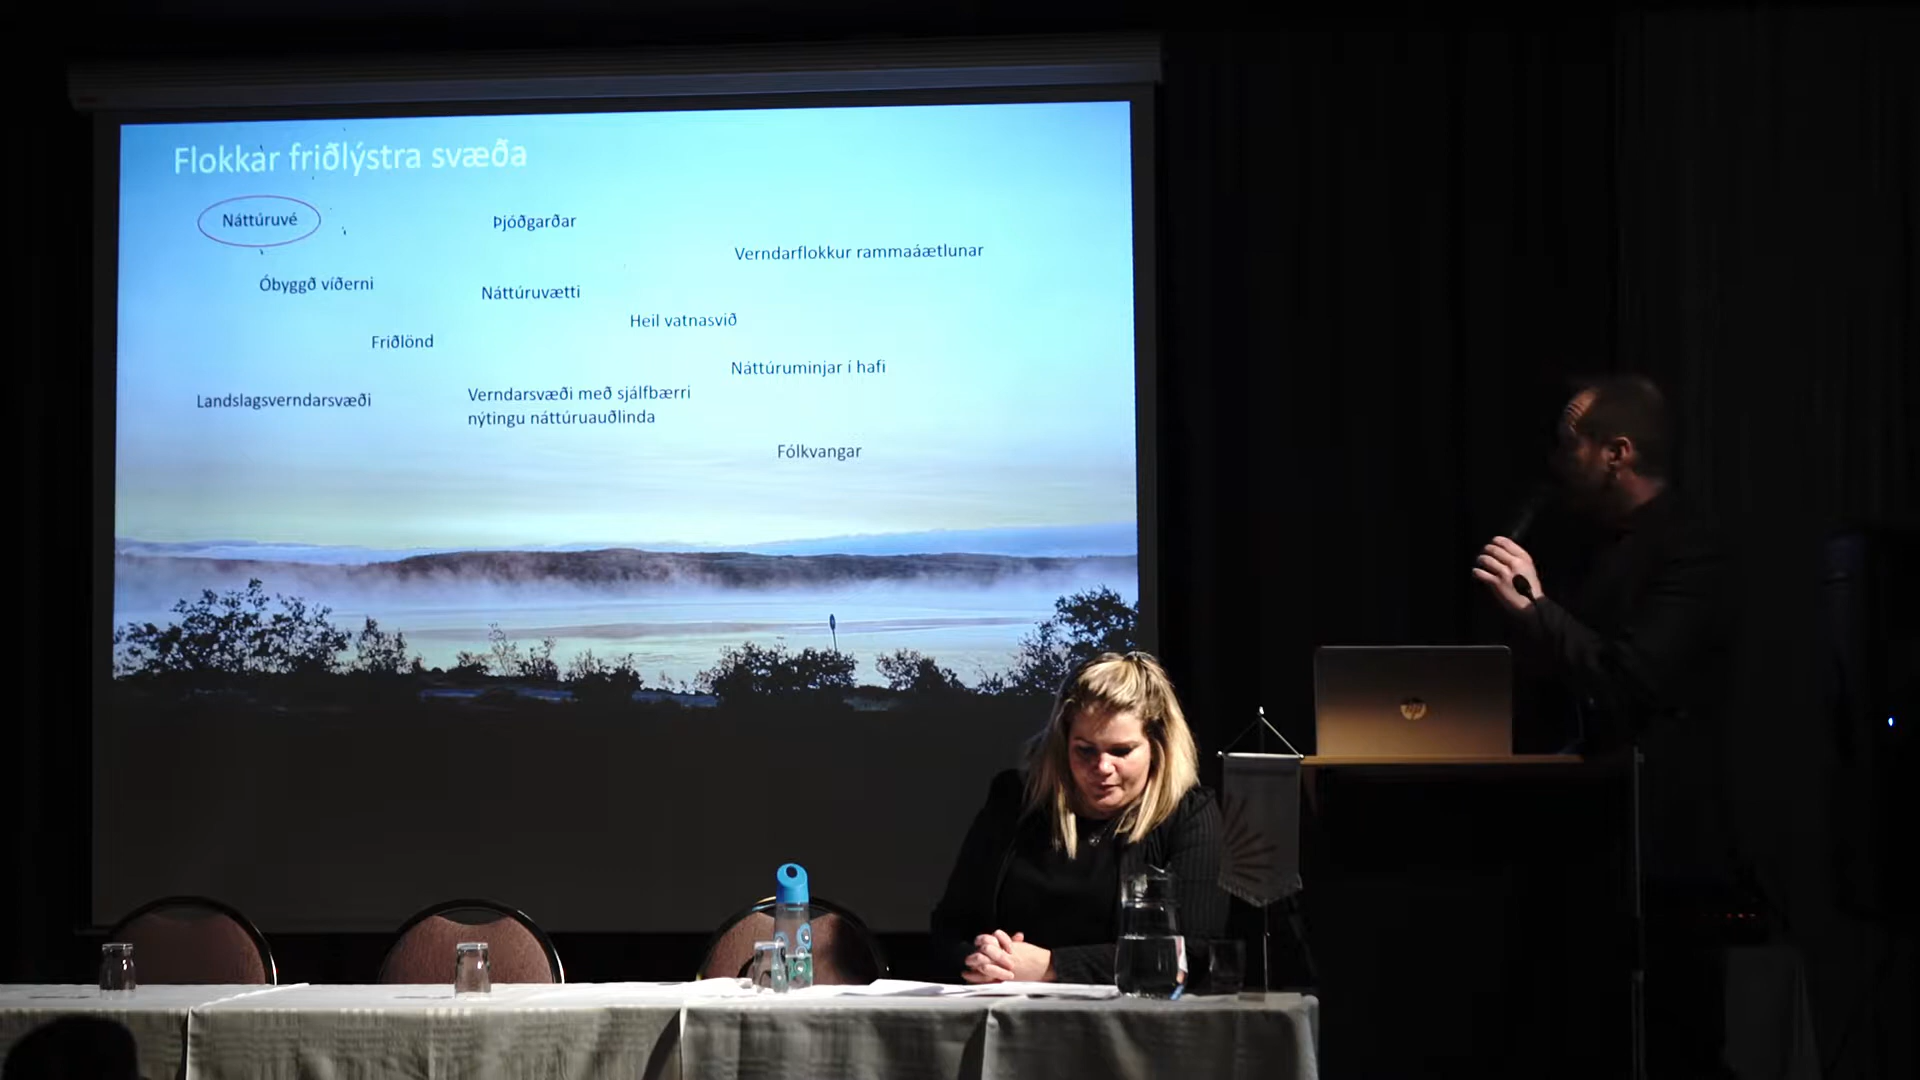 Flokkar friðlýstra svæða
Náttúruvé
Þjóðgarðar
Verndarflokkur rammaáætlunar
Óbyggð víðerni
Náttúruvætti
Heil vatnasvið
Friðlönd
Náttúruminjar í hafi
Landslagsverndarsvæði
Verndarsvæði með sjálfbærri
nýtingu náttúruauðlinda
Fólkvangar
hp